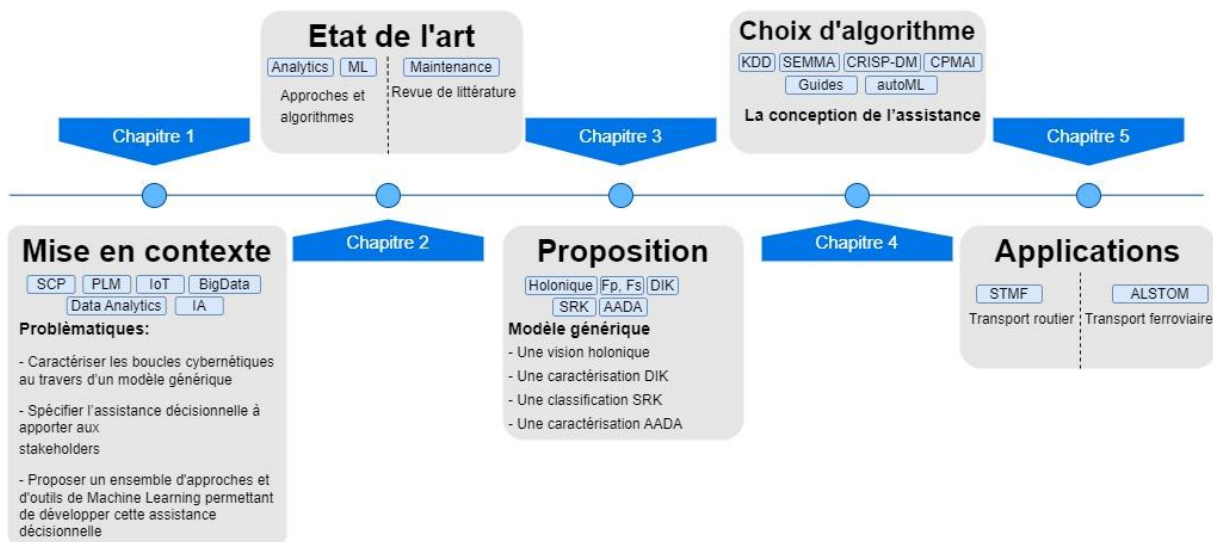 Chapitre 1
Mise en contexte
SCP PLM IoT BigData
Data Analytics IA
Problèmatiques:
- Caractériser les boucles cybernétiques
au travers d'un modèle générique
- Spécifier l'assistance décisionnelle à
apporter aux
stakeholders
- Proposer un ensemble d'approches et
d'outils de Machine Learning permettant
de développer cette assistance
décisionnelle
Etat de l'art
Analytics ML Maintenance
Approches et
algorithmes
Revue de littérature
Chapitre 2
Chapitre 3
Proposition
Holonique Fp, Fs DIK
SRK AADA
Modèle générique
- Une vision holonique
- Une caractérisation DIK
- Une classification SRK
- Une caractérisation AADA
Choix d'algorithme
KDD SEMMA CRISP-DM CPMAI
Guides autoML
La conception de l'assistance
Chapitre 4
Chapitre 5
Applications
STMF ALSTOM
Transport routier Transport ferroviaire